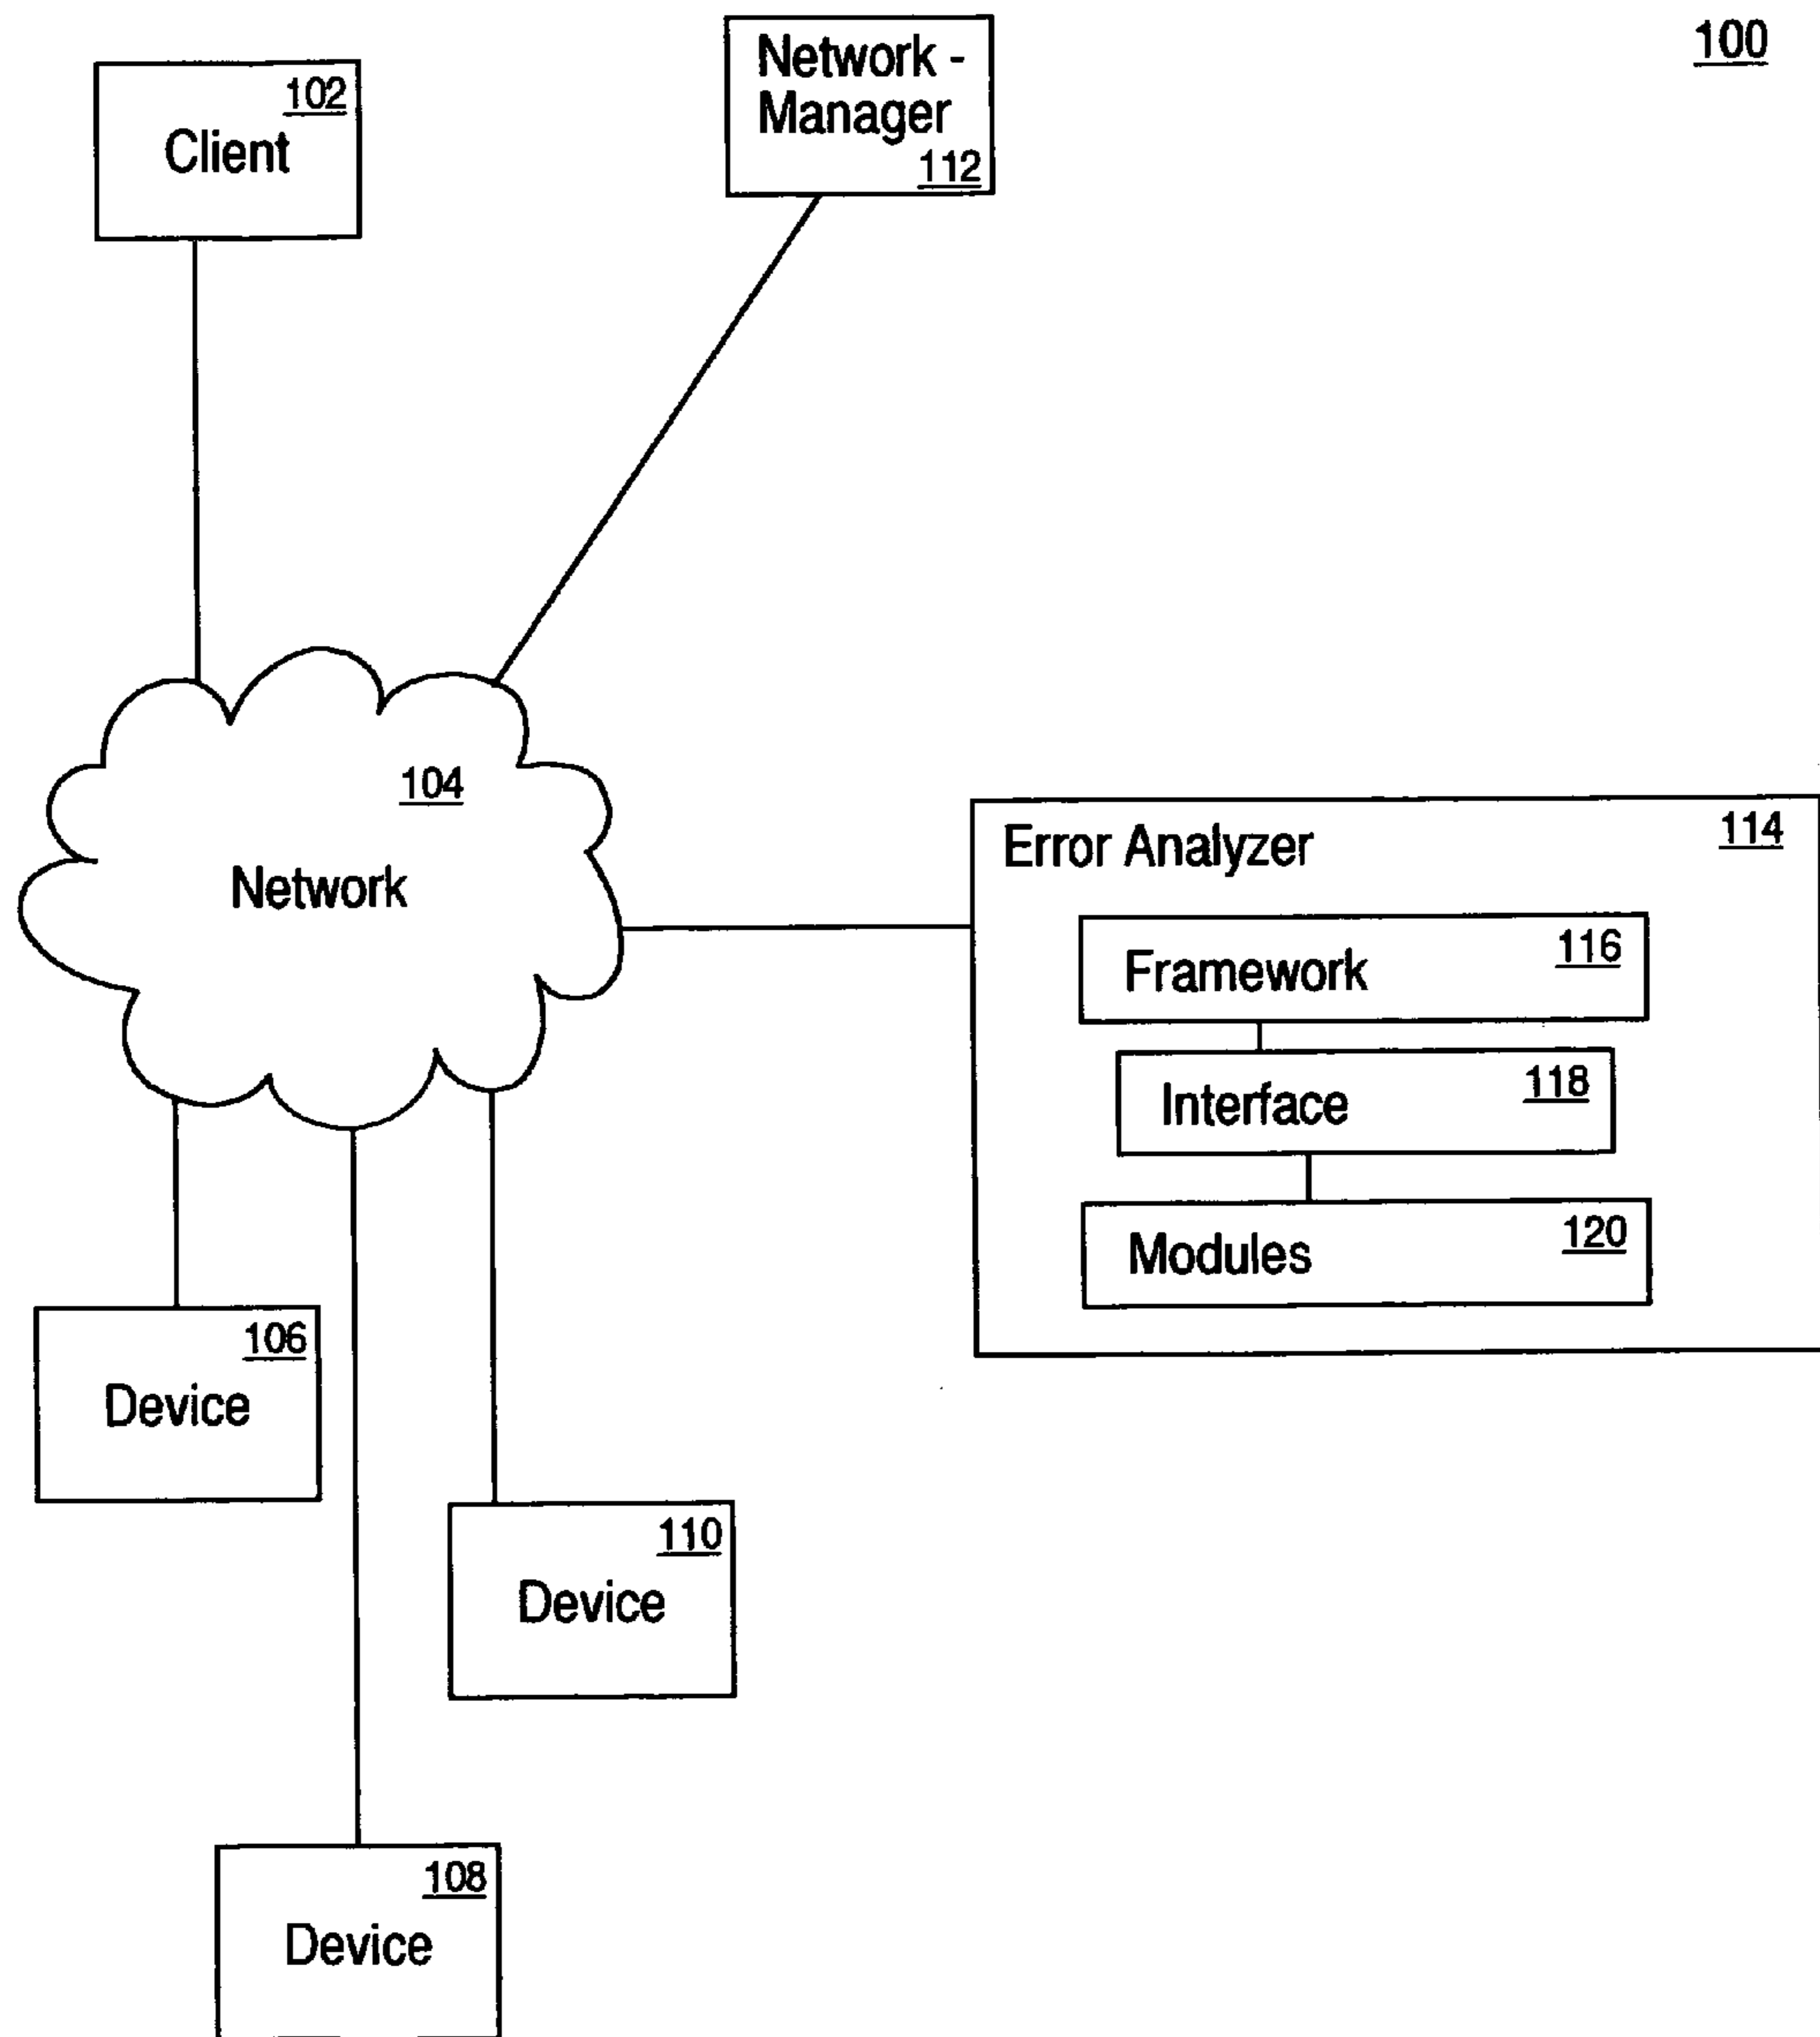 100
102
Client
Network -
Manager
112
104
Network
Error Analyzer 114
Framework 116
Interface 118
Modules 120
106
Device
110
Device
108
Device